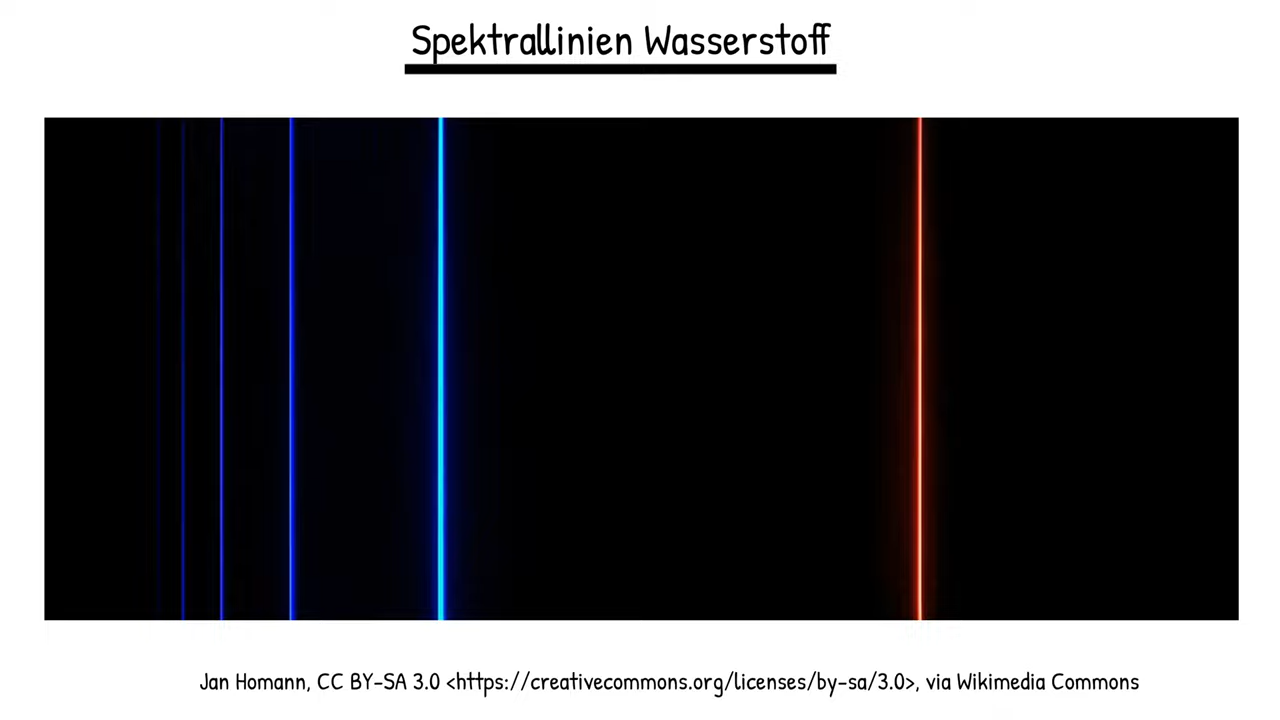 Spektrallinien Wasserstoff
Jan Homann, CC BY-SA 3.0 <https://creativecommons.org/licenses/by-sa/3.0>, via Wikimedia Commons